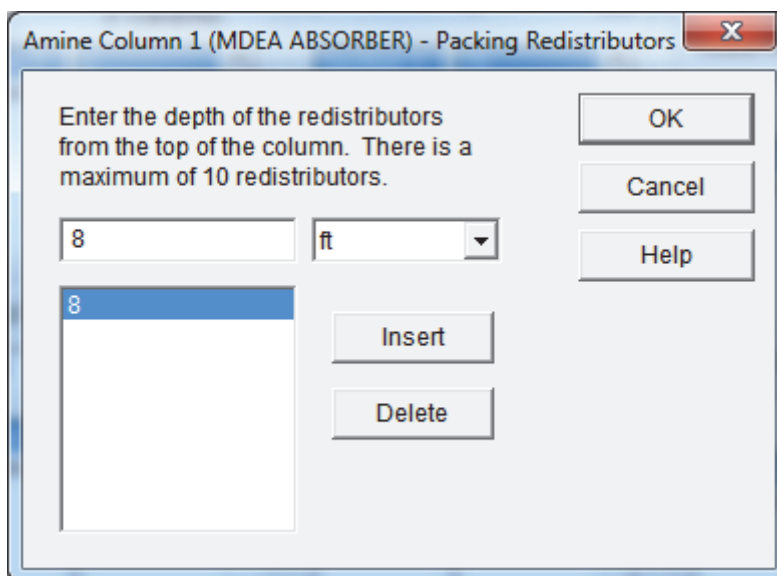 Amine Column 1 (MDEA ABSORBER) - Packing Redistributors
X
Enter the depth of the redistributors
from the top of the column. There is a
maximum of 10 redistributors.
OK
Cancel
8
ft
Help
8
Insert
Delete